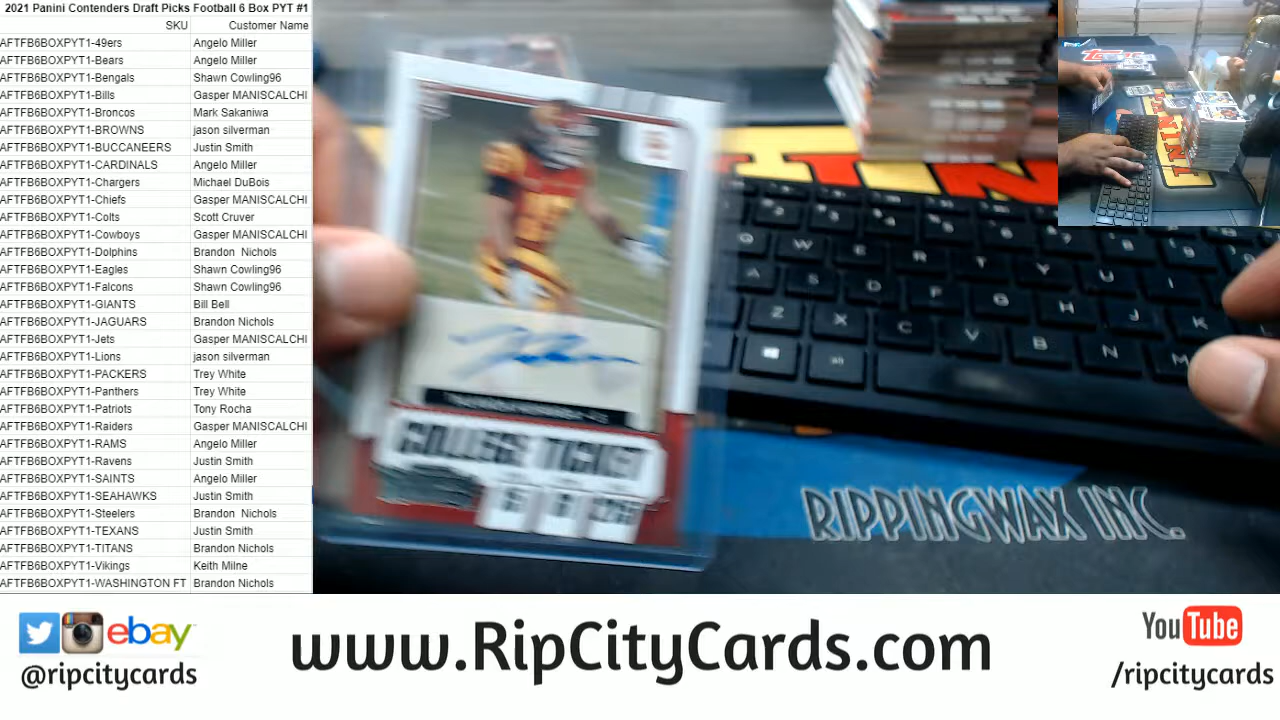 2021 Panini Contenders Draft Picks Football 6 Box PYT #1
SKU Customer Name
AFTFB6BOXPYT1-49ers Angelo Miller
AFTFB6BOXPYT1-Bears Angelo Miller
AFTFB6BOXPYT1-Bengals Shawn Cowling96
AFTFB6BOXPYT1-Bills Gasper MANISCALCHI
AFTFB6BOXPYT1-Broncos Mark Sakaniwa
AFTFB6BOXPYT1-BROWNS jason silverman
AFTFB6BOXPYT1-BUCCANEERS Justin Smith
AFTFB6BOXPYT1-CARDINALS Angelo Miller
AFTFB6BOXPYT1-Chargers Michael DuBois
AFTFB6BOXPYT1-Chiefs Gasper MANISCALCHI
AFTFB6BOXPYT1-Colts Scott Cruver
AFTFB6BOXPYT1-Cowboys Gasper MANISCALCHI
AFTFB6BOXPYT1-Dolphins Brandon Nichols
AFTFB6BOXPYT1-Eagles Shawn Cowling96
AFTFB6BOXPYT1-Falcons Shawn Cowling96
AFTFB6BOXPYT1-GIANTS Bill Bell
AFTFB6BOXPYT1-JAGUARS Brandon Nichols
AFTFB6BOXPYT1-Jets Gasper MANISCALCHI
AFTFB6BOXPYT1-Lions jason silverman
AFTFB6BOXPYT1-PACKERS Trey White
AFTFB6BOXPYT1-Panthers Trey White
AFTFB6BOXPYT1-Patriots Tony Rocha
AFTFB6BOXPYT1-Raiders Gasper MANISCALCHI
AFTFB6BOXPYT1-RAMS Angelo Miller
AFTFB6BOXPYT1-Ravens Justin Smith
AFTFB6BOXPYT1-SAINTS Angelo Miller
AFTFB6BOXPYT1-SEAHAWKS Justin Smith
AFTFB6BOXPYT1-Steelers Brandon Nichols
AFTFB6BOXPYT1-TEXANS Justin Smith
AFTFB6BOXPYT1-TITANS Brandon Nichols
AFTFB6BOXPYT1-Vikings Keith Milne
AFTFB6BOXPYT1-WASHINGTON FT Brandon Nichols
COLLEGE TICKET
Q W E R T Y U I
A S D F G H J K
Z X C V B N M
RIPPINGWAX INC.
ebay
@ripcitycards
www.RipCityCards.com
YouTube
/ripcitycards